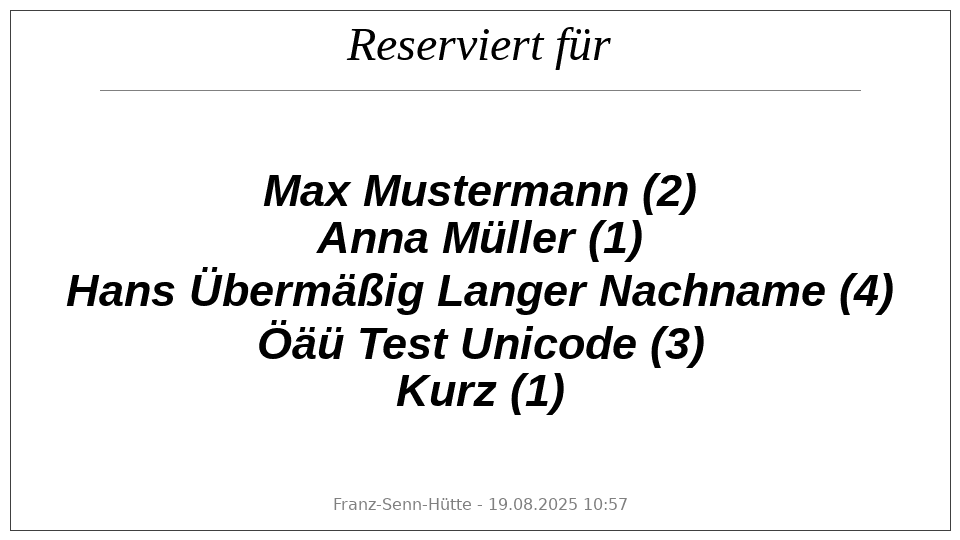 Reserviert für
Max Mustermann (2)
Anna Müller (1)
Hans Übermäßig Langer Nachname (4)
Öäü Test Unicode (3)
Kurz (1)
Franz-Senn-Hütte - 19.08.2025 10:57